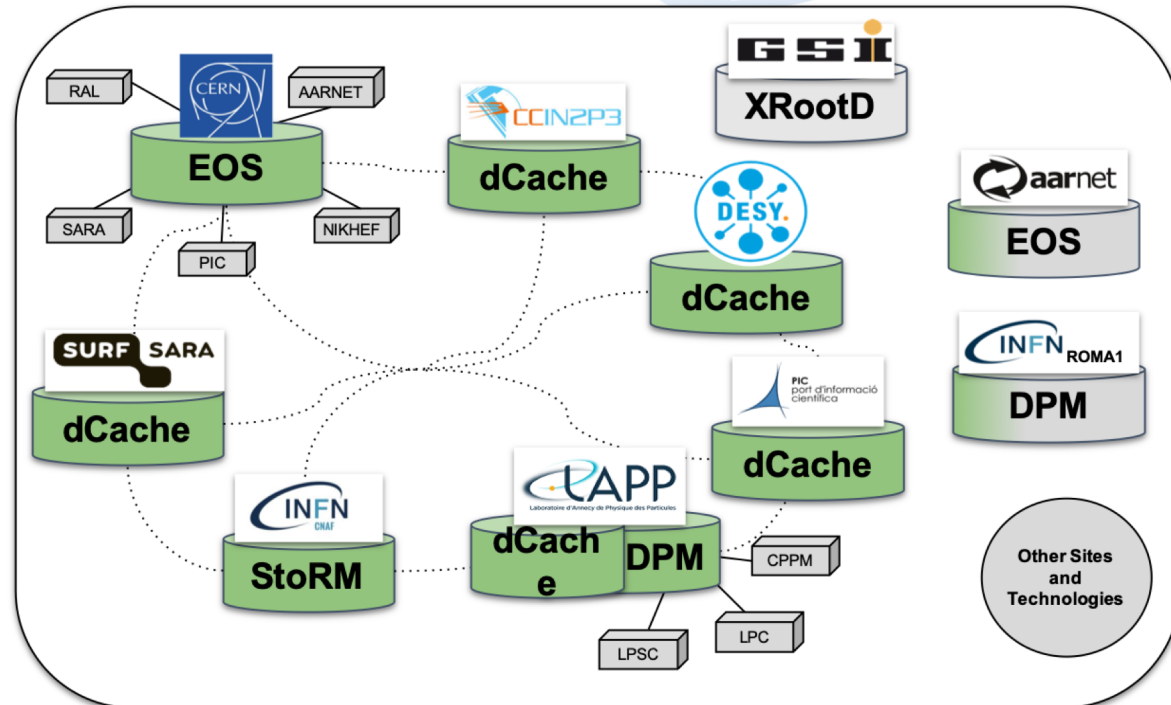 RAL
CERN
AARNET
EOS
SARA
PIC
NIKHEF
CCIN2P3
dCache
GSI
XRootD
DESY.
dCache
aarnet
EOS
INFN ROMA1
DPM
SURF SARA
dCache
PIC
port d'informació
científica
dCache
INFN
CNAF
StoRM
LAPP
Laboratoire d'Annecy de Physique des Particules
dCach
e
DPM
CPPM
LPC
LPSC
Other Sites
and
Technologies